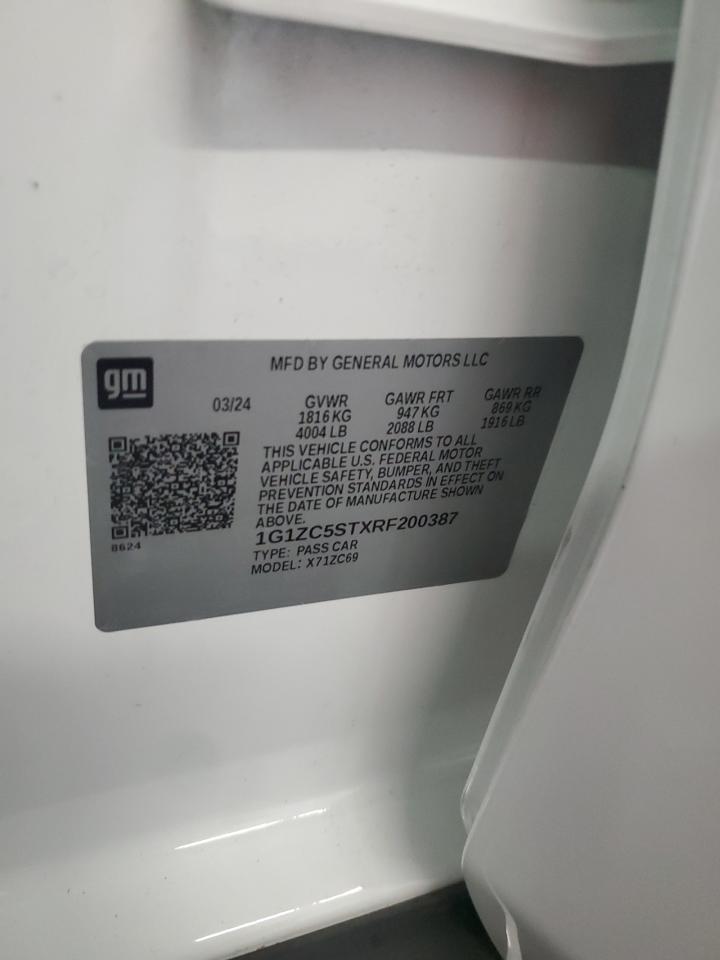 gm
MFD BY GENERAL MOTORS LLC
03/24 GVWR GAWR FRT GAWR RR
1816 KG 947 KG 869 KG
4004 LB 2088 LB 1916 LB
THIS VEHICLE CONFORMS TO ALL
APPLICABLE U.S. FEDERAL MOTOR
VEHICLE SAFETY, BUMPER, AND THEFT
PREVENTION STANDARDS IN EFFECT ON
THE DATE OF MANUFACTURE SHOWN
ABOVE.
1G1ZC5STXRF200387
TYPE: PASS CAR
MODEL: X71ZC69
8624